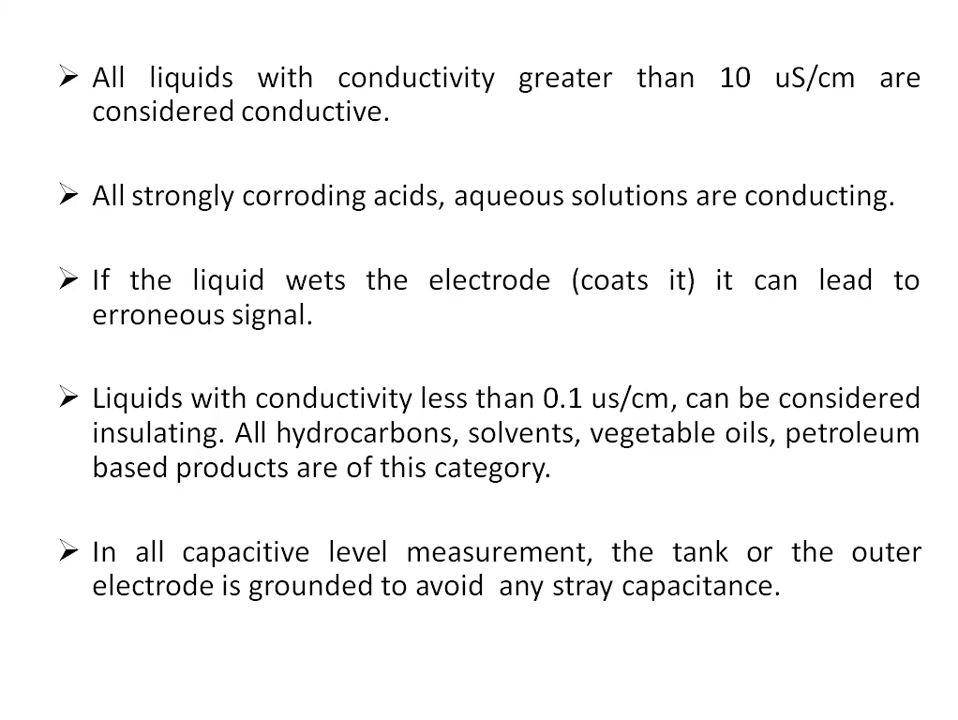 ➢ All liquids with conductivity greater than 10 uS/cm are
considered conductive.
➢ All strongly corroding acids, aqueous solutions are conducting.
➢ If the liquid wets the electrode (coats it) it can lead to
erroneous signal.
➢ Liquids with conductivity less than 0.1 us/cm, can be considered
insulating. All hydrocarbons, solvents, vegetable oils, petroleum
based products are of this category.
➢ In all capacitive level measurement, the tank or the outer
electrode is grounded to avoid any stray capacitance.